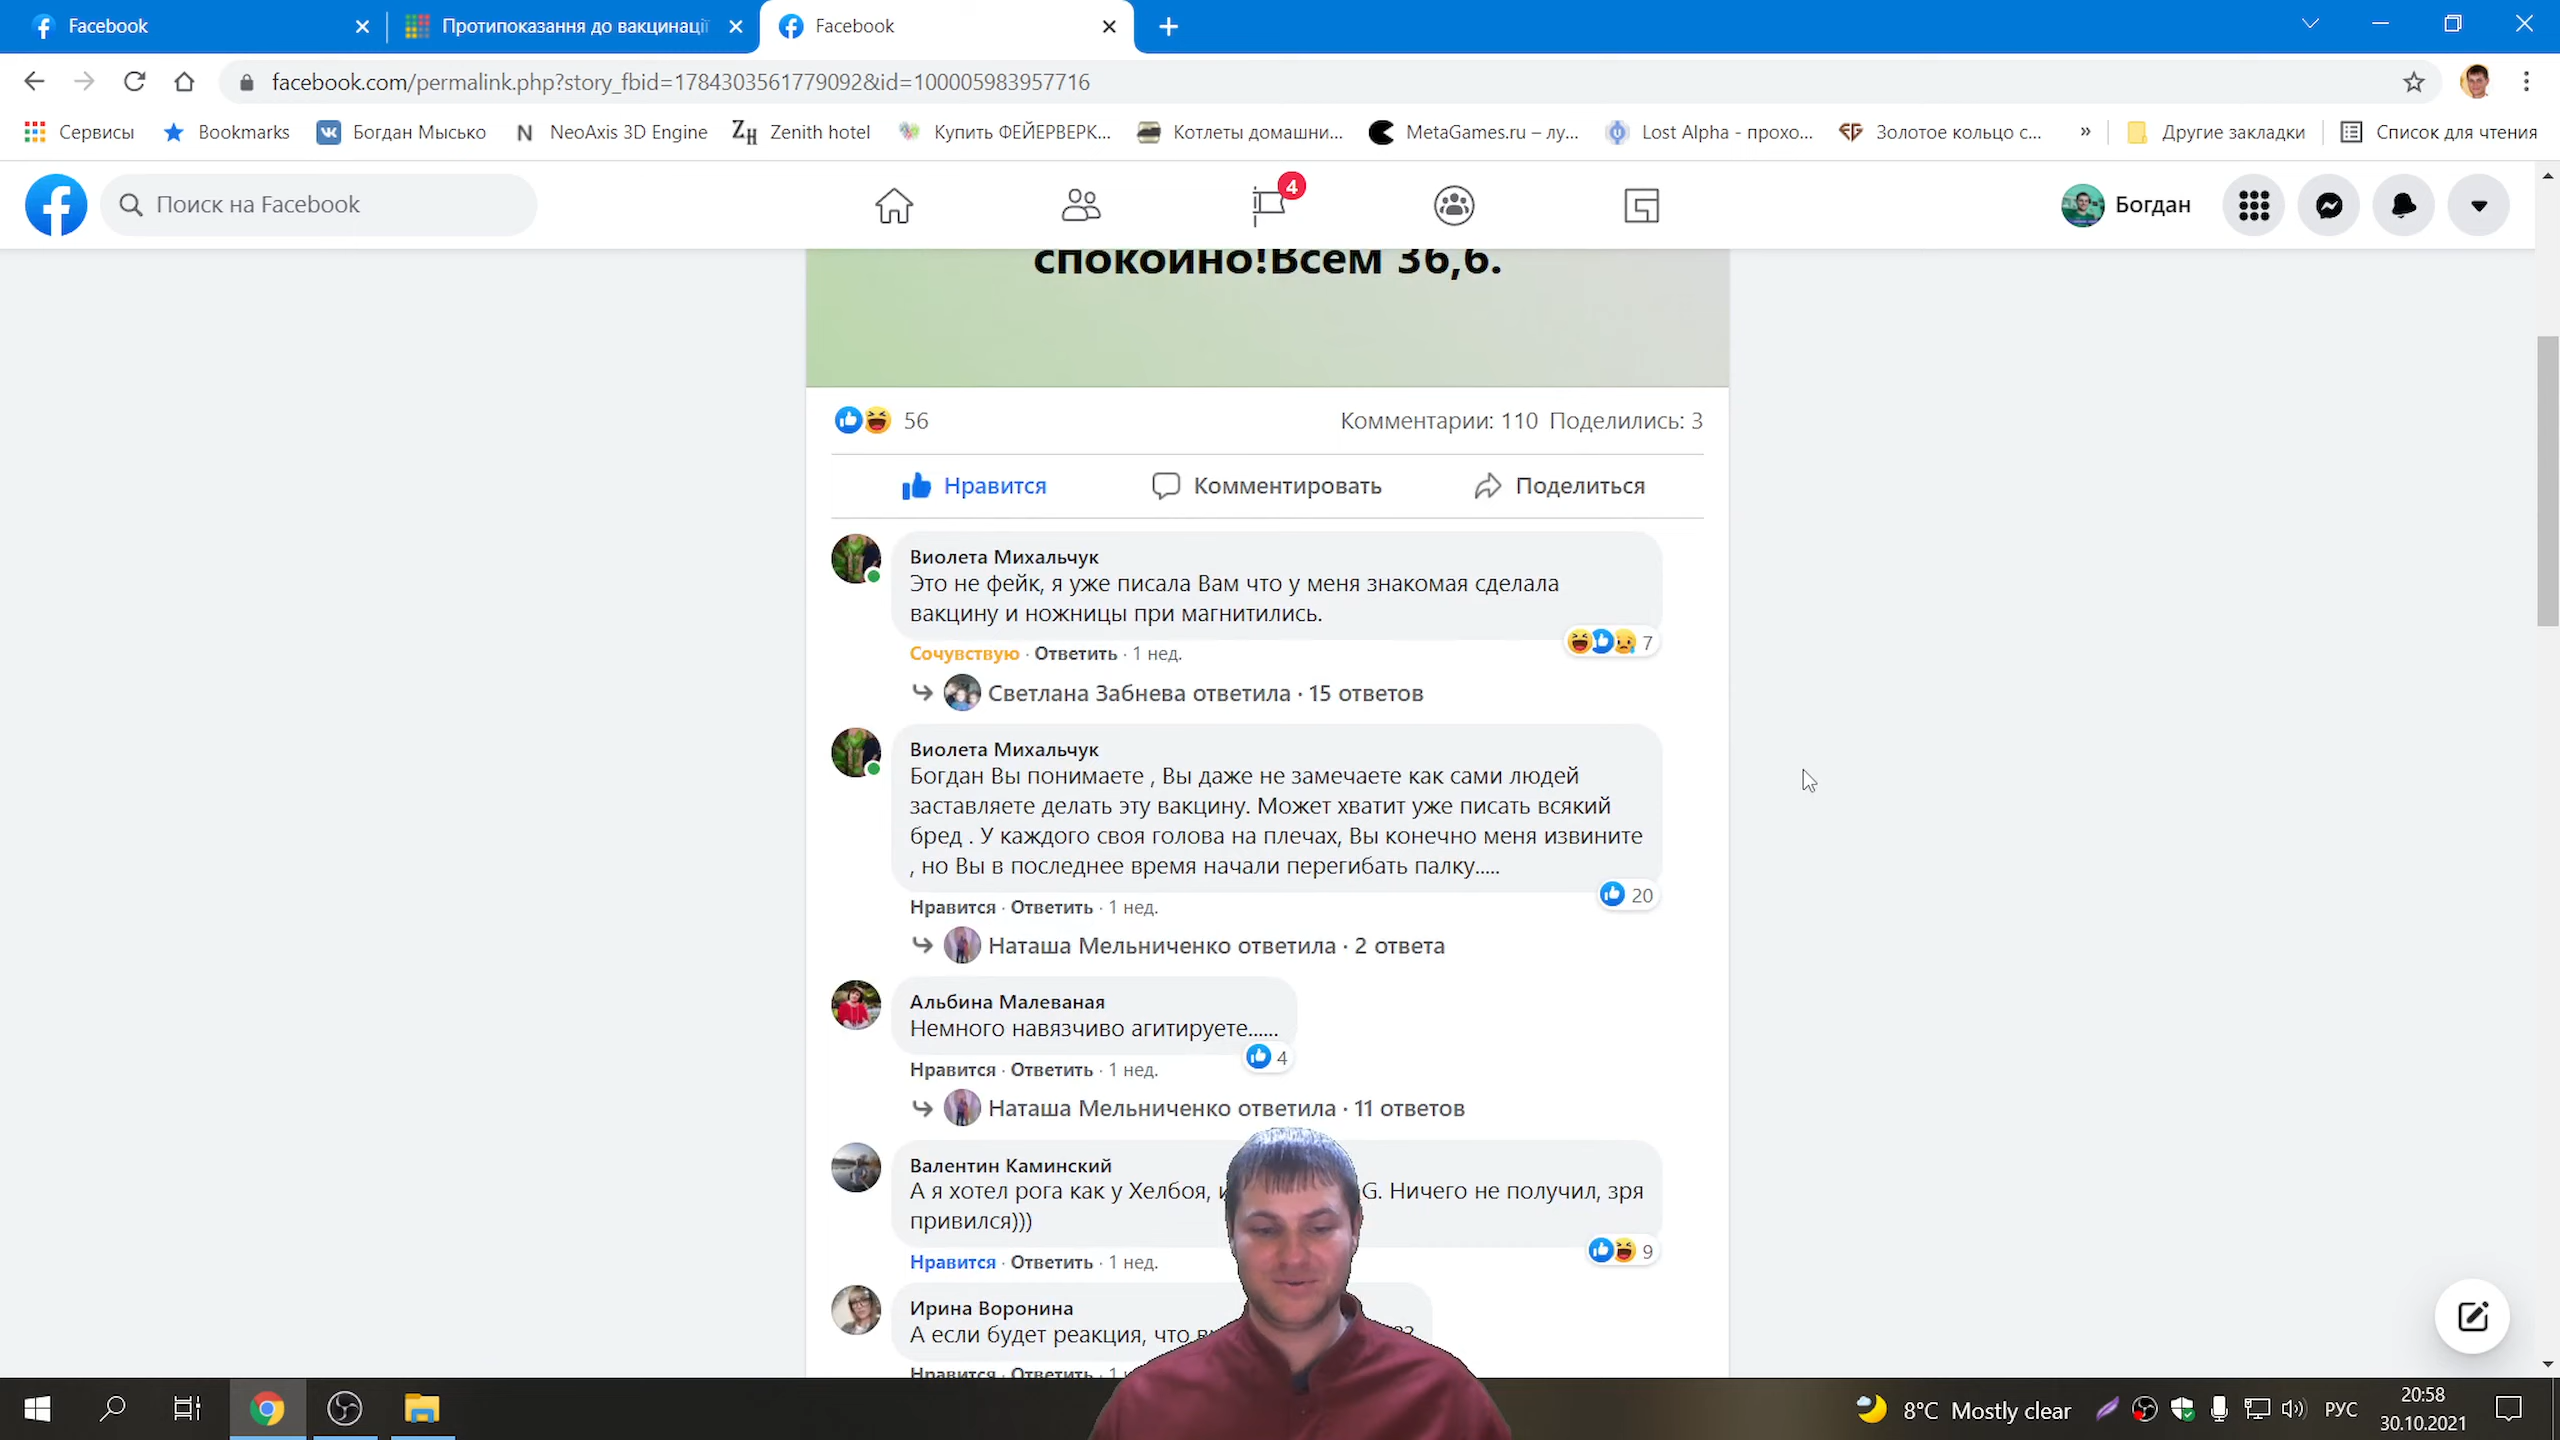 Facebook
Протипоказання до вакцинації
Facebook
facebook.com/permalink.php?story_fbid=1784303561779092&id=100005983957716
Сервисы
Bookmarks
Богдан Мысько
NeoAxis 3D Engine
Zenith hotel
Купить ФЕЙЕРВЕРК...
Котлеты домашни...
MetaGames.ru – лу...
Lost Alpha - прохо...
Золотое кольцо с...
»
Другие закладки
Список для чтения
Поиск на Facebook
4
Богдан
спокойно!Всем 36,6.
56
Комментарии: 110 Поделились: 3
Нравится
Комментировать
Поделиться
Виолета Михальчук
Это не фейк, я уже писала Вам что у меня знакомая сделала
вакцину и ножницы при магнитились.
7
Сочувствую · Ответить · 1 нед.
Светлана Забнева ответила · 15 ответов
Виолета Михальчук
Богдан Вы понимаете , Вы даже не замечаете как сами людей
заставляете делать эту вакцину. Может хватит уже писать всякий
бред . У каждого своя голова на плечах, Вы конечно меня извините
, но Вы в последнее время начали перегибать палку.....
20
Нравится · Ответить · 1 нед.
Наташа Мельниченко ответила · 2 ответа
Альбина Малеваная
Немного навязчиво агитируете......
4
Нравится · Ответить · 1 нед.
Наташа Мельниченко ответила · 11 ответов
Валентин Каминский
А я хотел рога как у Хелбоя, G. Ничего не получил, зря
привился)))
9
Нравится · Ответить · 1 нед.
Ирина Воронина
А если будет реакция, что
Нравится · Ответить
8°C Mostly clear
РУС
20:58
30.10.2021